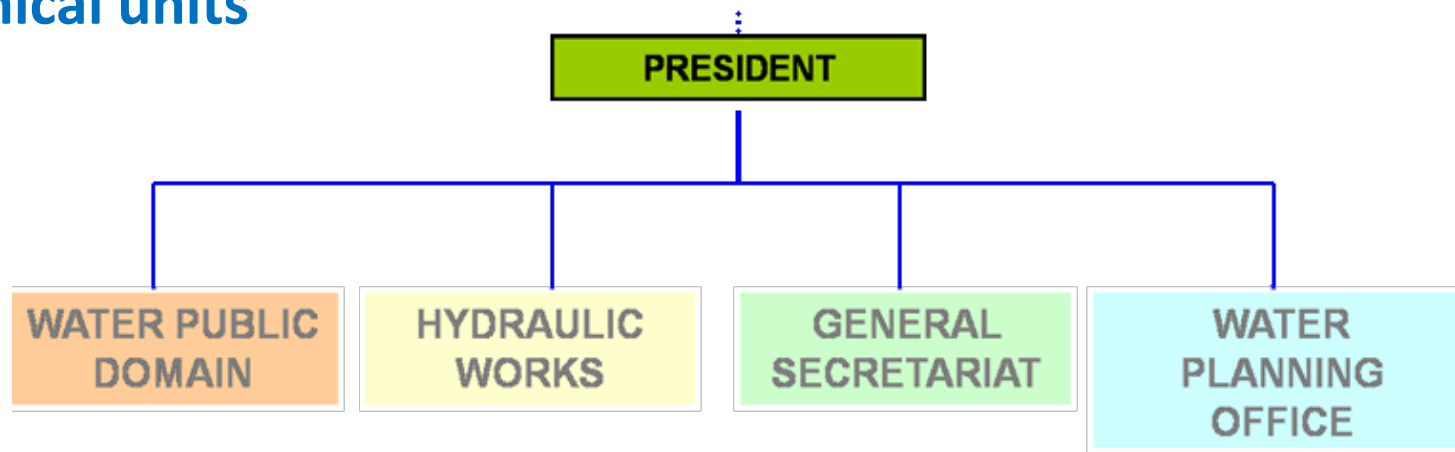 nical units
PRESIDENT
WATER PUBLIC
DOMAIN
HYDRAULIC
WORKS
GENERAL
SECRETARIAT
WATER
PLANNING
OFFICE